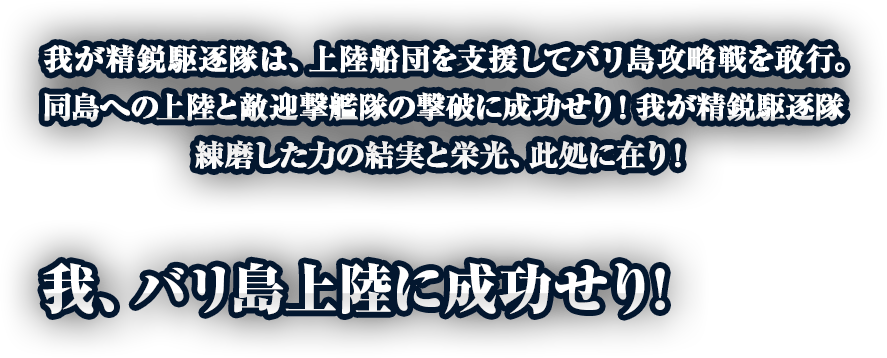 我が精鋭駆逐隊は、上陸船団を支援してバリ島攻略戦を敢行。
同島への上陸と敵迎撃艦隊の撃破に成功せり！我が精鋭駆逐隊
練磨した力の結実と栄光、此処に在り！
我、バリ島上陸に成功せり！